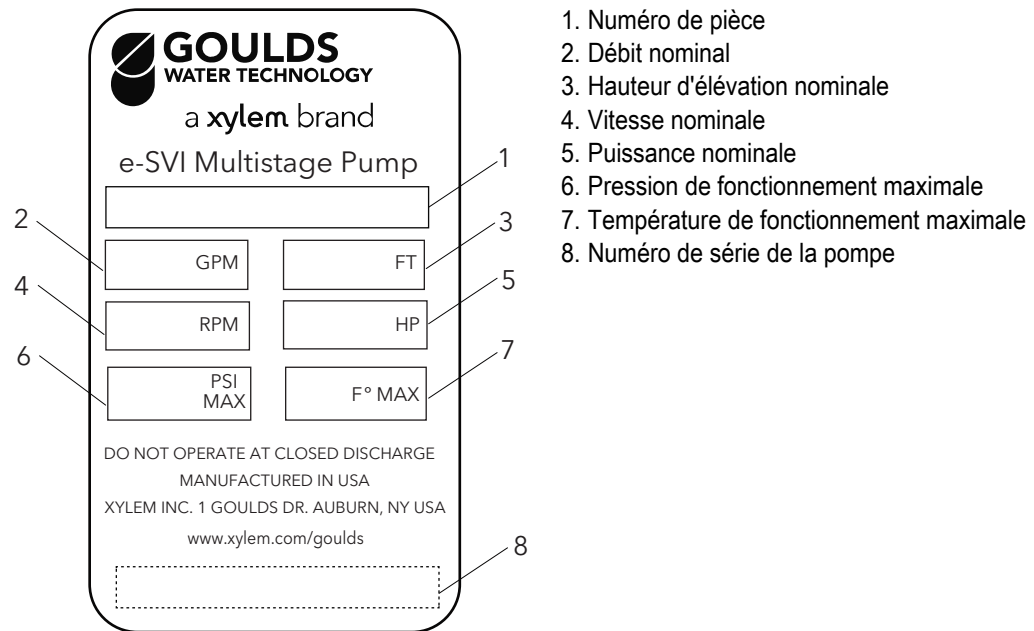 GOULDS
WATER TECHNOLOGY
a xylem brand
e-SVI Multistage Pump
1
2
GPM
FT
3
4
RPM
HP
5
6
PSI
MAX
F° MAX
7
DO NOT OPERATE AT CLOSED DISCHARGE
MANUFACTURED IN USA
XYLEM INC. 1 GOULDS DR. AUBURN, NY USA
www.xylem.com/goulds
8
1. Numéro de pièce
2. Débit nominal
3. Hauteur d'élévation nominale
4. Vitesse nominale
5. Puissance nominale
6. Pression de fonctionnement maximale
7. Température de fonctionnement maximale
8. Numéro de série de la pompe